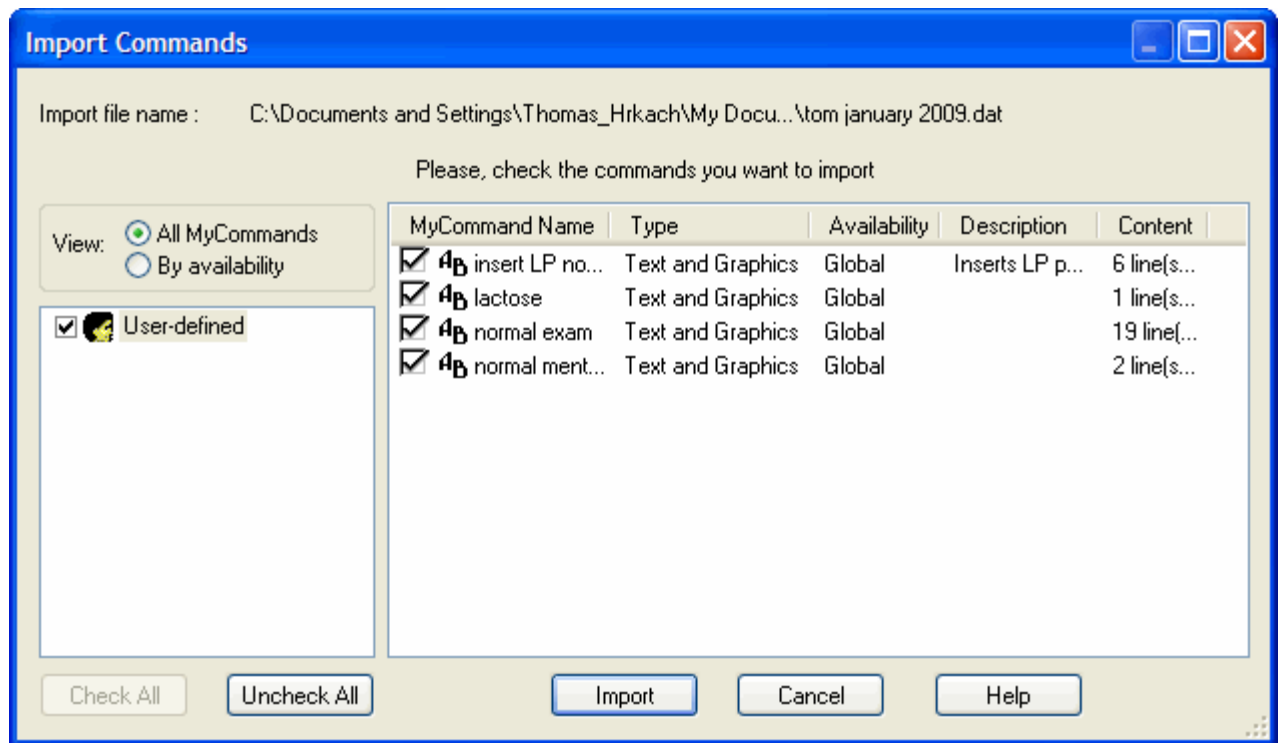 Import Commands
Import file name : C:\Documents and Settings\Thomas_Hrkach\My Docu...\tom january 2009.dat
Please, check the commands you want to import
View: All MyCommands
By availability
User-defined
MyCommand Name Type Availability Description Content
AB insert LP no... Text and Graphics Global Inserts LP p... 6 line(s...
AB lactose Text and Graphics Global 1 line(s...
AB normal exam Text and Graphics Global 19 line(...
AB normal ment... Text and Graphics Global 2 line(s...
Check All Uncheck All Import Cancel Help